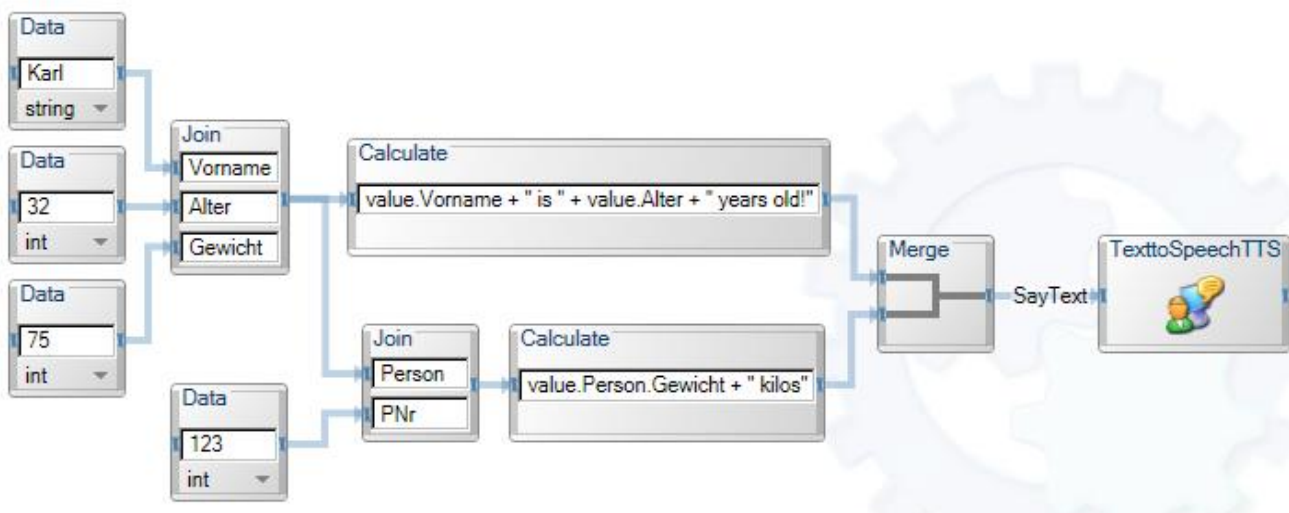 Data
Karl
string
Data
32
int
Data
75
int
Join
Vorname
Alter
Gewicht
Calculate
value.Vorname + " is " + value.Alter + " years old!"
Data
123
int
Join
Person
PNr
Calculate
value.Person.Gewicht + " kilos"
Merge
SayText
TexttoSpeechTTS